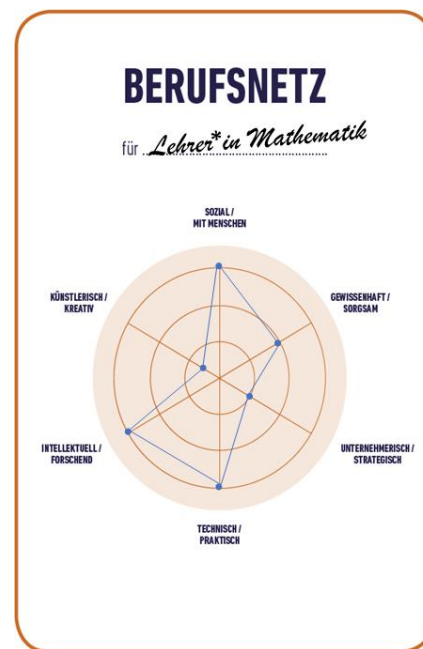 BERUFSNETZ
für Lehrer*in Mathematik
SOZIAL /
MIT MENSCHEN
KÜNSTLERISCH /
KREATIV
GEWISSENHAFT /
SORGSAM
INTELLEKTUELL /
FORSCHEND
UNTERNEHMERISCH /
STRATEGISCH
TECHNISCH /
PRAKTISCH